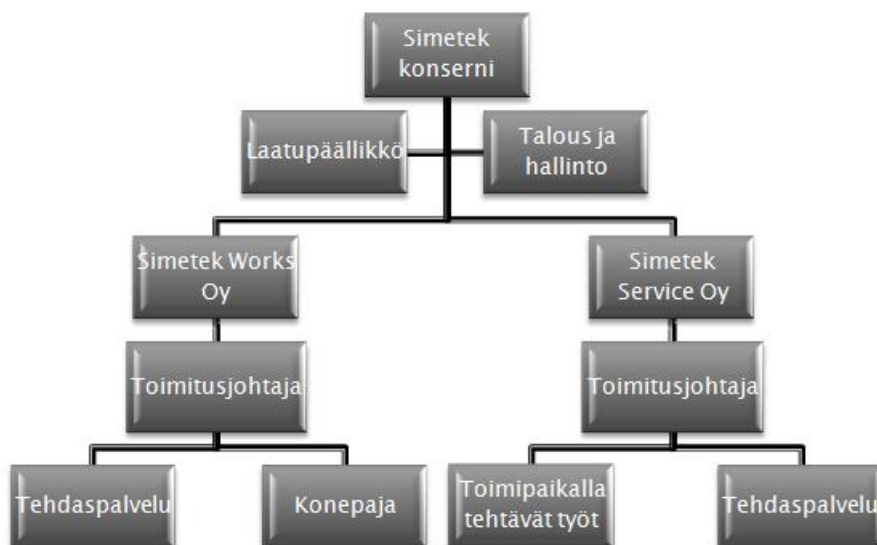 Simetek
konserni
Laatupäällikkö
Talous ja
hallinto
Simetek Works
Oy
Simetek
Service Oy
Toimitusjohtaja
Toimitusjohtaja
Tehdaspalvelu
Konepaja
Toimipaikalla
tehtävät työt
Tehdaspalvelu